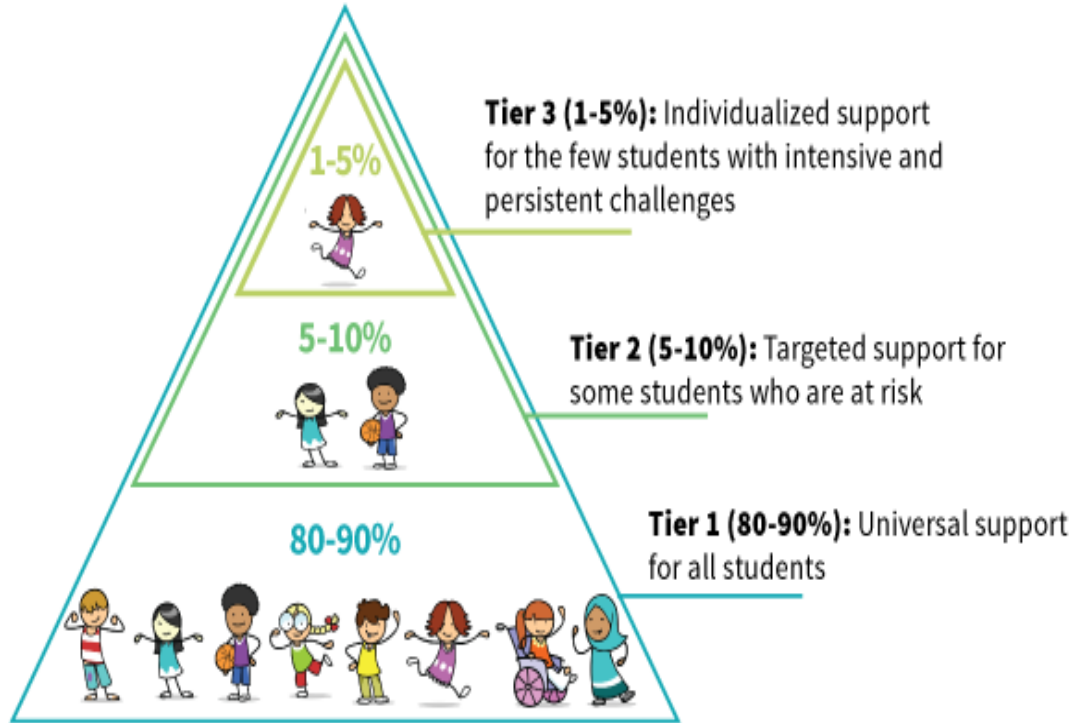 1-5%
Tier 3 (1-5%): Individualized support
for the few students with intensive and
persistent challenges
5-10%
Tier 2 (5-10%): Targeted support for
some students who are at risk
80-90%
Tier 1 (80-90%): Universal support
for all students